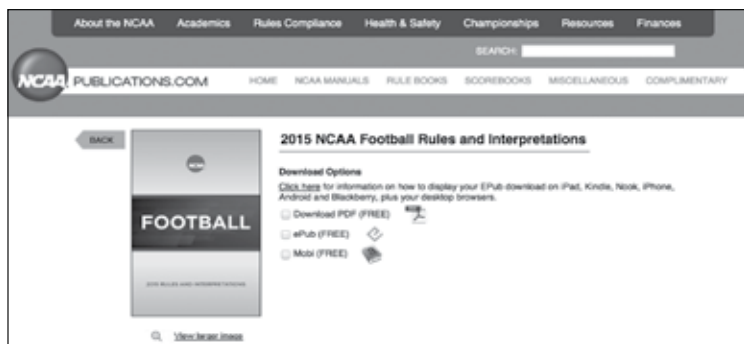 About the NCAA Academics Rules Compliance Health & Safety Championships Resources Finances
SEARCH:
NCAA PUBLICATIONS.COM HOME NCAA MANUALS RULE BOOKS SCOREBOOKS MISCELLANEOUS COMPLIMENTARY
BACK
2015 NCAA Football Rules and Interpretations
Download Options
Click here for information on how to display your EPub download on iPad, Kindle, Nook, iPhone,
Android and Blackberry, plus your desktop browsers.
Download PDF (FREE)
ePub (FREE)
Mobi (FREE)
NCAA
FOOTBALL
2015 RULES AND INTERPRETATIONS
View larger image